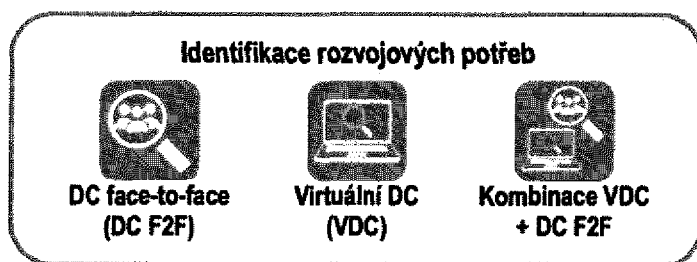 Identifikace rozvojových potřeb
DC face-to-face
(DC F2F)
Virtuální DC
(VDC)
Kombinace VDC
+ DC F2F